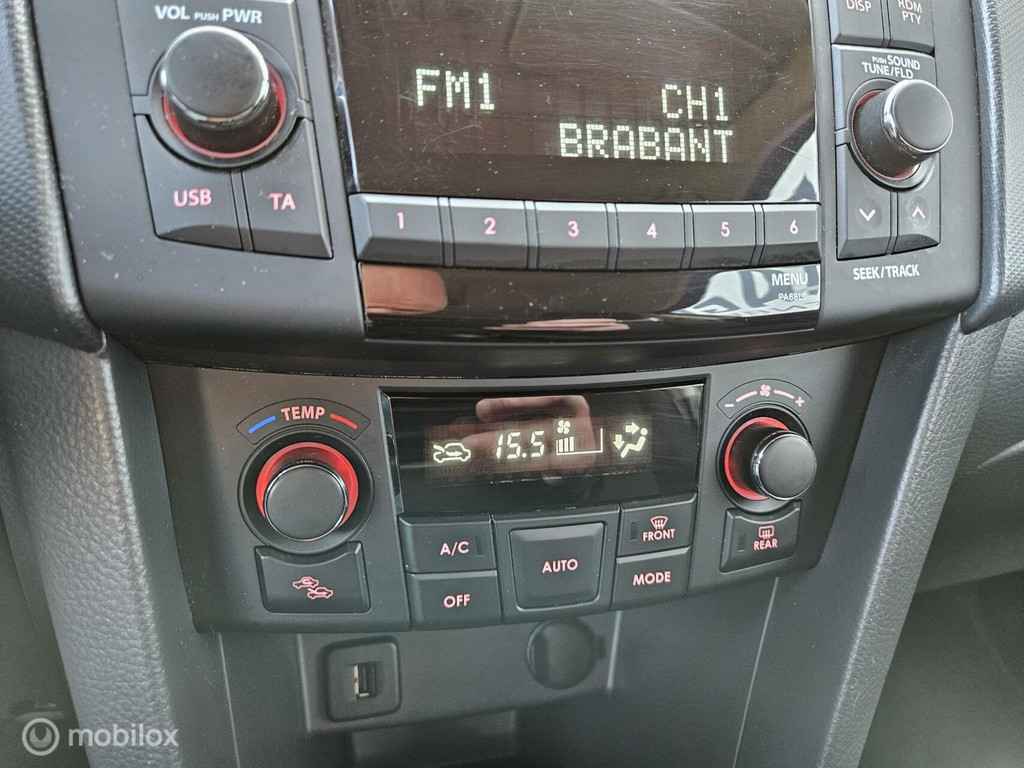 VOL PUSH PWR
DISP
RDM
PTY
PUSH SOUND
TUNE/FLD
FM1
CH1
BRABANT
USB
TA
1
2
3
4
5
6
SEEK/TRACK
MENU
TEMP
15.5
A/C
AUTO
FRONT
REAR
OFF
MODE
mobilox